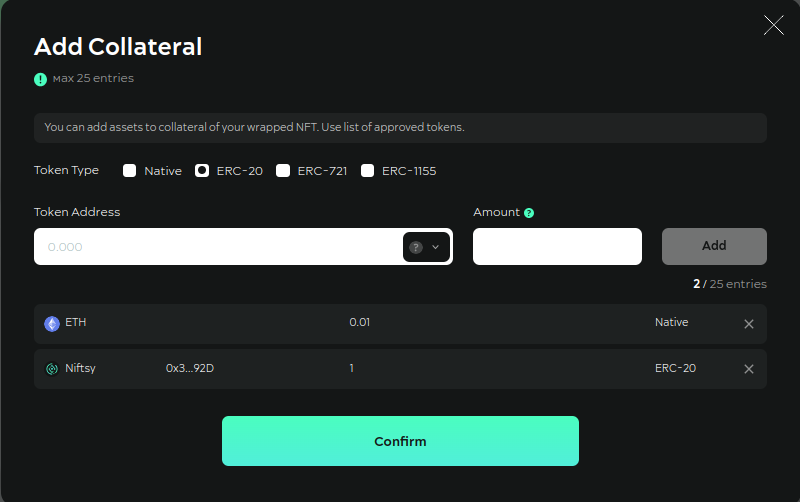 Add Collateral
! Max 25 entries
You can add assets to collateral of your wrapped NFT. Use list of approved tokens.
Token Type Native ERC-20 ERC-721 ERC-1155
Token Address Amount ?
0.000 ? Add
2 / 25 entries
ETH 0.01 Native
Niftsy 0x3...92D 1 ERC-20
Confirm